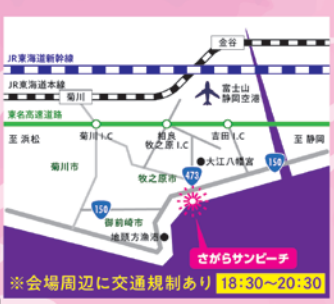 金谷
JR東海道新幹線
JR東海道本線
菊川
富士山
静岡空港
東名高速道路
至 浜松
菊川 I.C
相良
牧之原 I.C
吉田 I.C
至 静岡
大江八幡宮
菊川市
牧之原市
473
150
150
御前崎市
地頭方漁港
さがらサンビーチ
※会場周辺に交通規制あり 18:30〜20:30